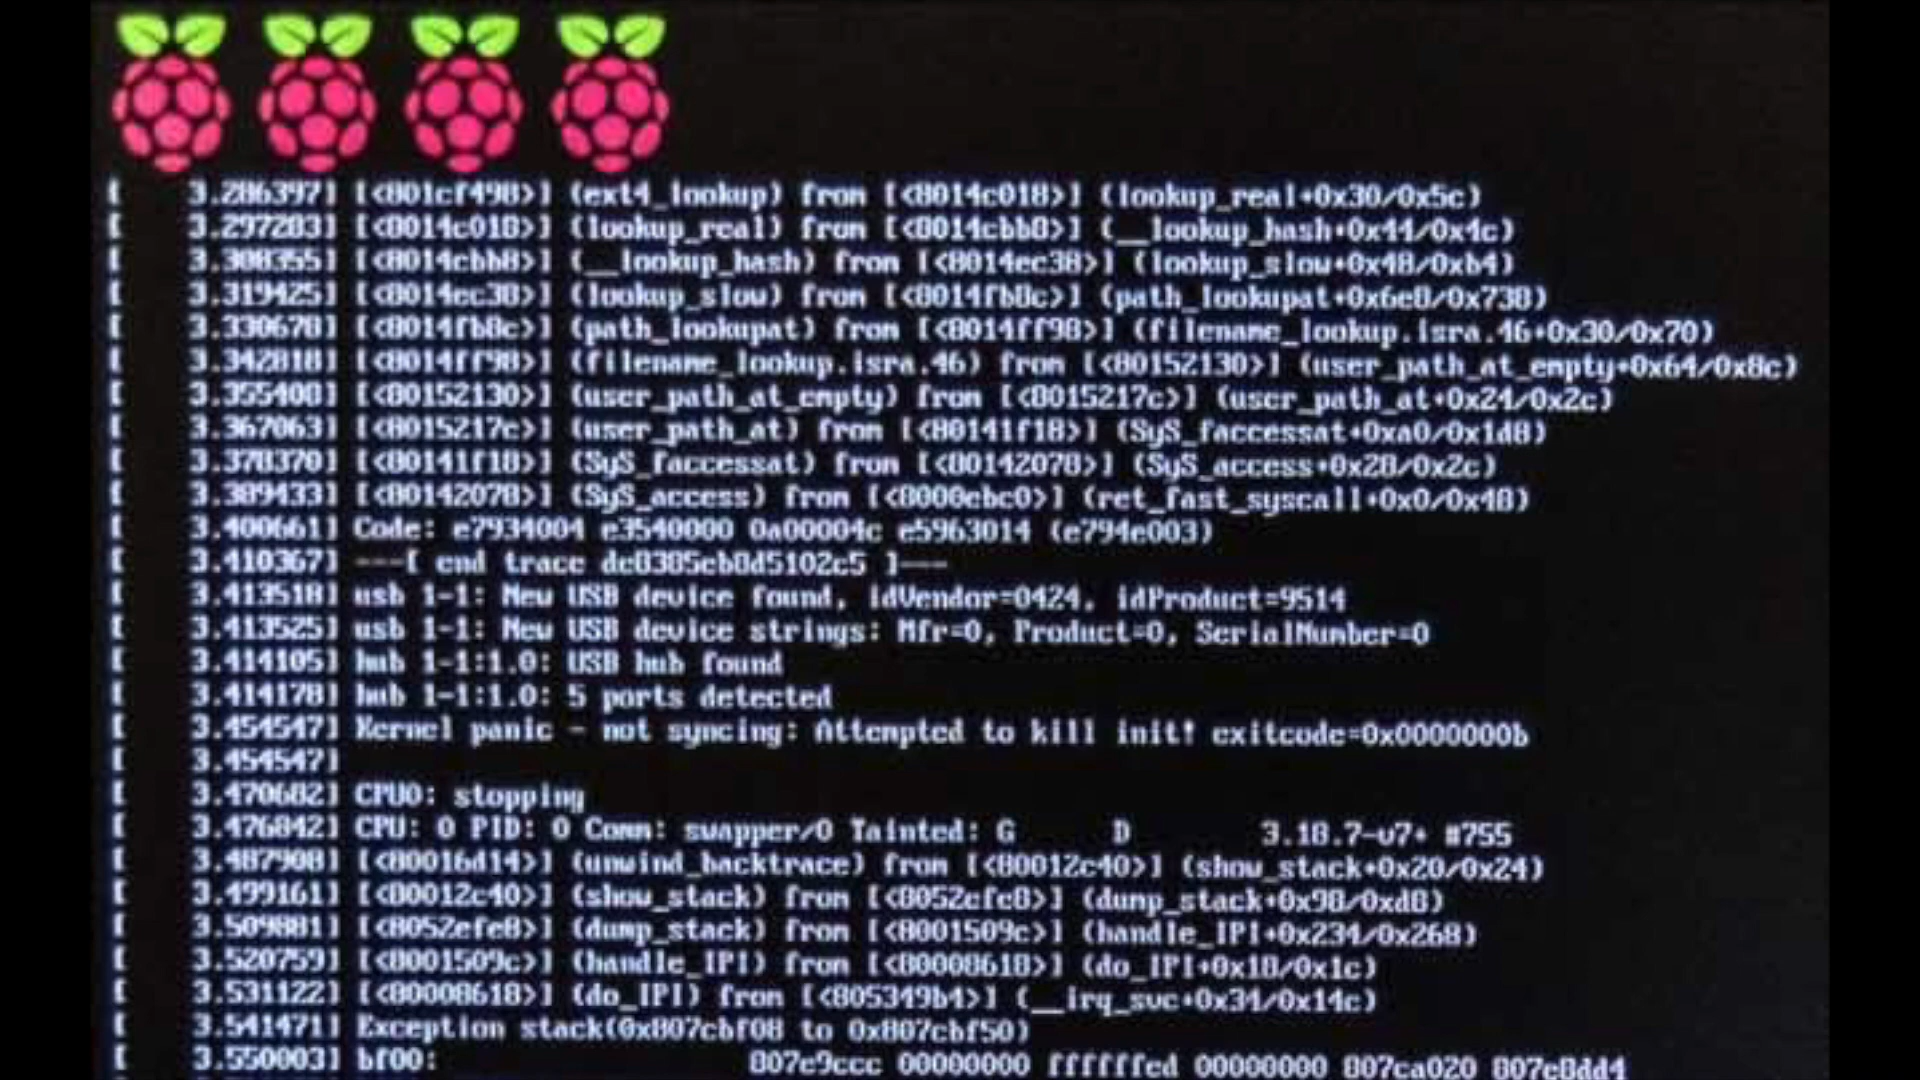 [    3.286397] [<801cf498>] (ext4_lookup) from [<8014c018>] (lookup_real+0x30/0x5c)
[    3.297283] [<8014c018>] (lookup_real) from [<8014cbb8>] (__lookup_hash+0x44/0x4c)
[    3.308355] [<8014cbb8>] (__lookup_hash) from [<8014ec38>] (lookup_slow+0x48/0xb4)
[    3.319425] [<8014ec38>] (lookup_slow) from [<8014fb8c>] (path_lookupat+0x6e8/0x738)
[    3.330678] [<8014fb8c>] (path_lookupat) from [<8014ff98>] (filename_lookup.isra.46+0x30/0x70)
[    3.342818] [<8014ff98>] (filename_lookup.isra.46) from [<80152130>] (user_path_at_empty+0x64/0x8c)
[    3.355408] [<80152130>] (user_path_at_empty) from [<8015217c>] (user_path_at+0x24/0x2c)
[    3.367063] [<8015217c>] (user_path_at) from [<80141f18>] (SyS_faccessat+0xa0/0x1d8)
[    3.378370] [<80141f18>] (SyS_faccessat) from [<80142078>] (SyS_access+0x28/0x2c)
[    3.389433] [<80142078>] (SyS_access) from [<8000ebc0>] (ret_fast_syscall+0x0/0x48)
[    3.400661] Code: e7934004 e3540000 0a00004c e5963014 (e794e003)
[    3.410367] ---[ end trace de8385eb8d5102c5 ]---
[    3.413518] usb 1-1: New USB device found, idVendor=0424, idProduct=9514
[    3.413525] usb 1-1: New USB device strings: Mfr=0, Product=0, SerialNumber=0
[    3.414105] hub 1-1:1.0: USB hub found
[    3.414178] hub 1-1:1.0: 5 ports detected
[    3.454547] Kernel panic - not syncing: Attempted to kill init! exitcode=0x0000000b
[    3.454547]
[    3.470682] CPU0: stopping
[    3.476842] CPU: 0 PID: 0 Comm: swapper/0 Tainted: G      D        3.18.7-v7+ #755
[    3.487908] [<80016d14>] (unwind_backtrace) from [<80012c40>] (show_stack+0x20/0x24)
[    3.499161] [<80012c40>] (show_stack) from [<8052efe8>] (dump_stack+0x98/0xd8)
[    3.509881] [<8052efe8>] (dump_stack) from [<8001509c>] (handle_IPI+0x234/0x268)
[    3.520759] [<8001509c>] (handle_IPI) from [<80008618>] (do_IPI+0x18/0x1c)
[    3.531122] [<80008618>] (do_IPI) from [<805349b4>] (__irq_svc+0x34/0x14c)
[    3.541471] Exception stack(0x807cbf08 to 0x807cbf50)
[    3.550003] bf00:                   807e9ccc 00000000 ffffffed 00000000 807ca020 807e8dd4